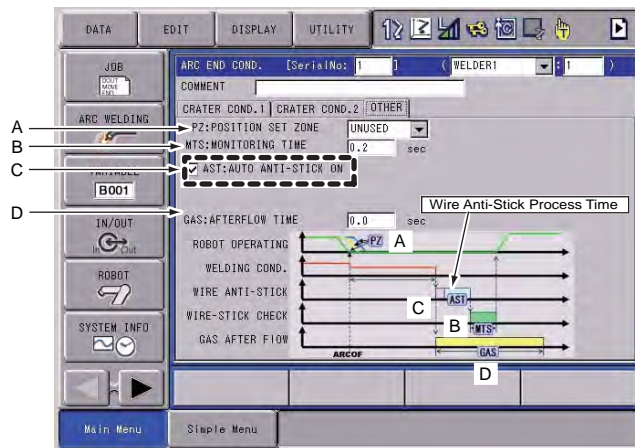 DATA EDIT DISPLAY UTILITY
JOB
DOUT
MOVE
END
ARC WELDING
VARIABLE
B001
IN/OUT
In Out
ROBOT
SYSTEM INFO
ARC END COND. [SerialNo: 1 ] ( WELDER1 : 1 )
COMMENT
CRATER COND.1 CRATER COND.2 OTHER
A PZ:POSITION SET ZONE UNUSED
B MTS:MONITORING TIME 0.2 sec
C AST:AUTO ANTI-STICK ON
Wire Anti-Stick Process Time
D GAS:AFTERFLOW TIME 0.0 sec
ROBOT OPERATING PZ A
WELDING COND.
WIRE ANTI-STICK C AST
WIRE-STICK CHECK B MTS
GAS AFTER FlOW GAS
ARCOF D
Main Menu Simple Menu